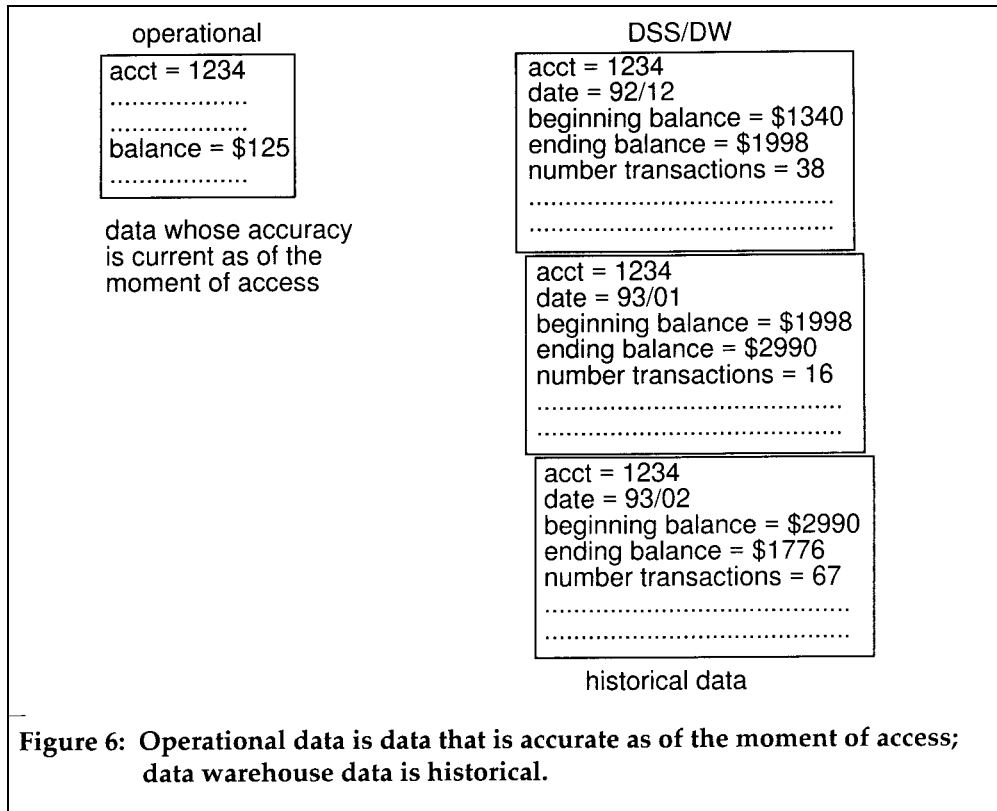 operational
acct = 1234
....................
....................
balance = $125
....................
data whose accuracy
is current as of the
moment of access
DSS/DW
acct = 1234
date = 92/12
beginning balance = $1340
ending balance = $1998
number transactions = 38
............................................
............................................
acct = 1234
date = 93/01
beginning balance = $1998
ending balance = $2990
number transactions = 16
............................................
............................................
acct = 1234
date = 93/02
beginning balance = $2990
ending balance = $1776
number transactions = 67
............................................
............................................
historical data
Figure 6: Operational data is data that is accurate as of the moment of access;
data warehouse data is historical.